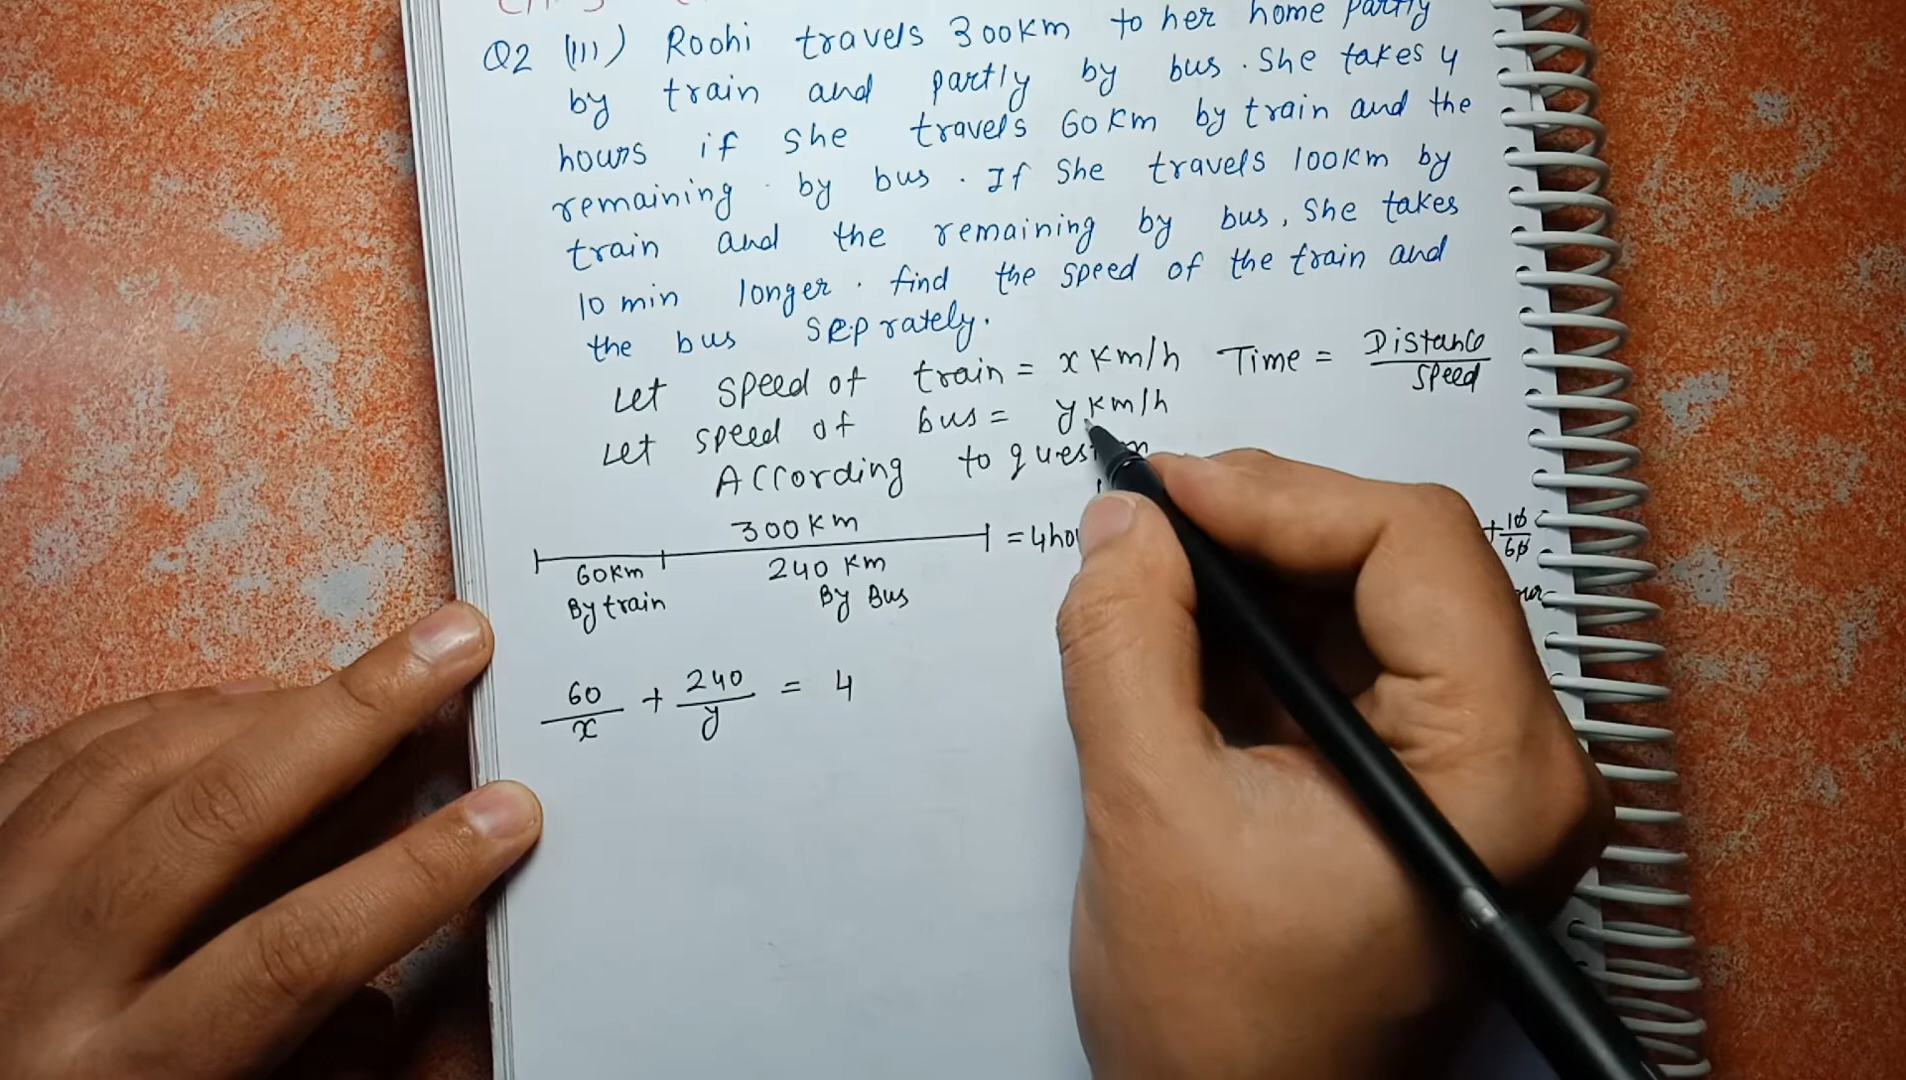 Q2 (III) Roohi travels 300km to her home partly
by train and partly by bus. She takes 4
hours if she travels 60km by train and the
remaining by bus. If She travels 100km by
train and the remaining by bus, She takes
10 min longer. find the speed of the train and
the bus seprately.
Let speed of train = x km/h Time = Distance/Speed
Let speed of bus = y km/h
According to
300 km
= 4
+ 10/60
60km 240 km
By train By Bus
60/x + 240/y = 4